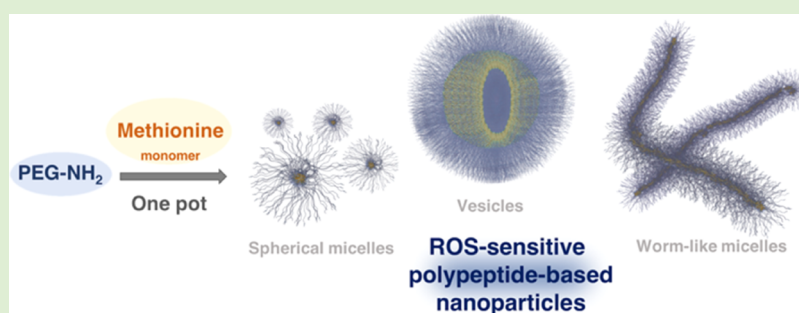 Methionine
monomer
PEG-NH₂
One pot
Spherical micelles
Vesicles
Worm-like micelles
ROS-sensitive
polypeptide-based
nanoparticles